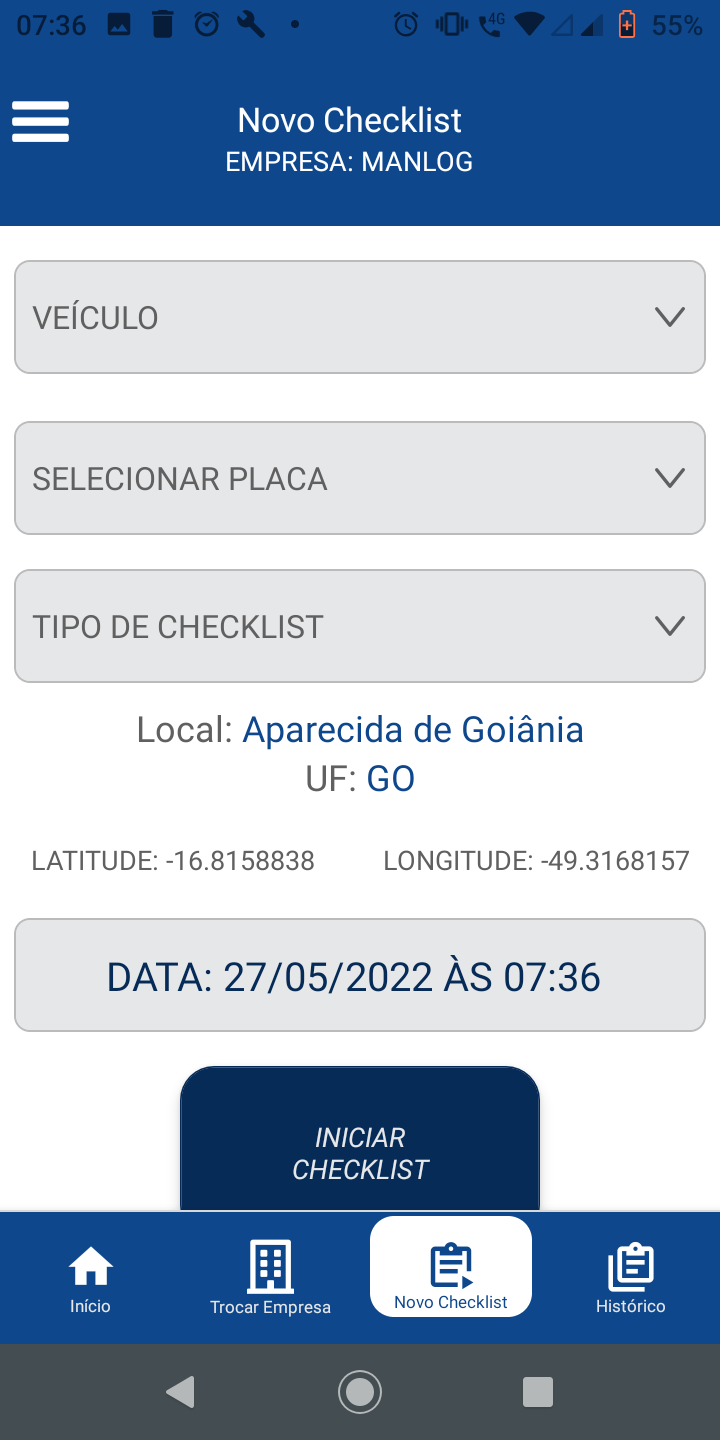 07:36
4G
55%
Novo Checklist
EMPRESA: MANLOG
VEÍCULO
SELECIONAR PLACA
TIPO DE CHECKLIST
Local: Aparecida de Goiânia
UF: GO
LATITUDE: -16.8158838 LONGITUDE: -49.3168157
DATA: 27/05/2022 ÀS 07:36
INICIAR
CHECKLIST
Início
Trocar Empresa
Novo Checklist
Histórico